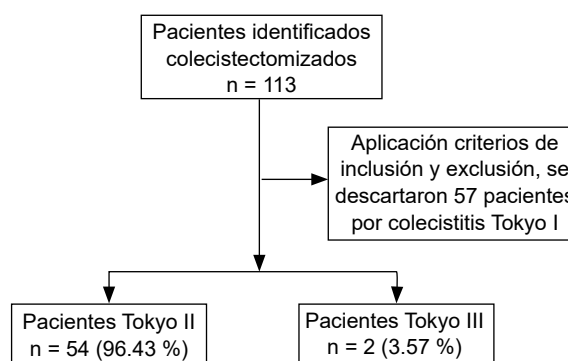 Pacientes identificados
colecistectomizados
n = 113
Aplicación criterios de
inclusión y exclusión, se
descartaron 57 pacientes
por colecistitis Tokyo I
Pacientes Tokyo II
n = 54 (96.43 %)
Pacientes Tokyo III
n = 2 (3.57 %)